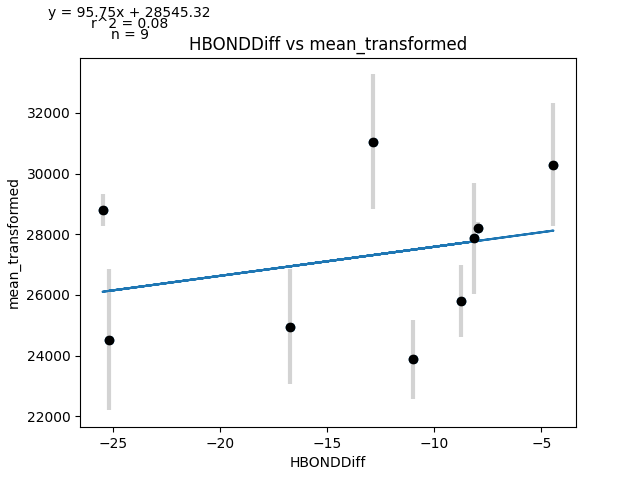 y = 95.75x + 28545.32
r^2 = 0.08
n = 9
HBONDDiff vs mean_transformed
mean_transformed
32000
30000
28000
26000
24000
22000
−25
−20
−15
−10
−5
HBONDDiff